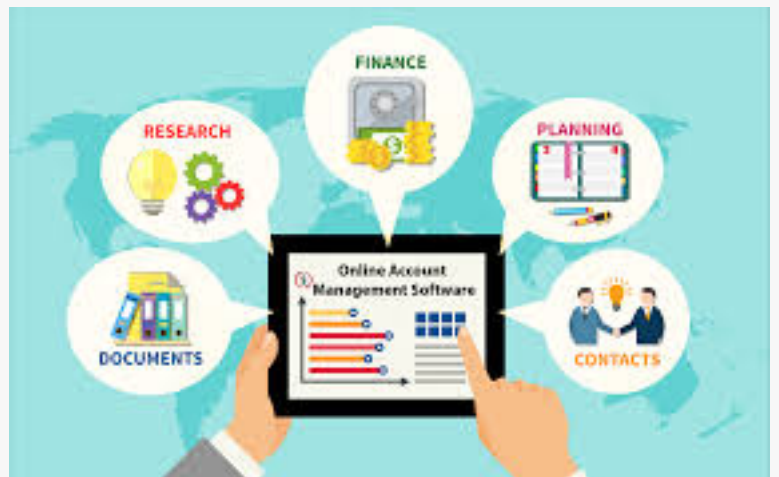 FINANCE
RESEARCH
PLANNING
Online Account
Management Software
DOCUMENTS
CONTACTS